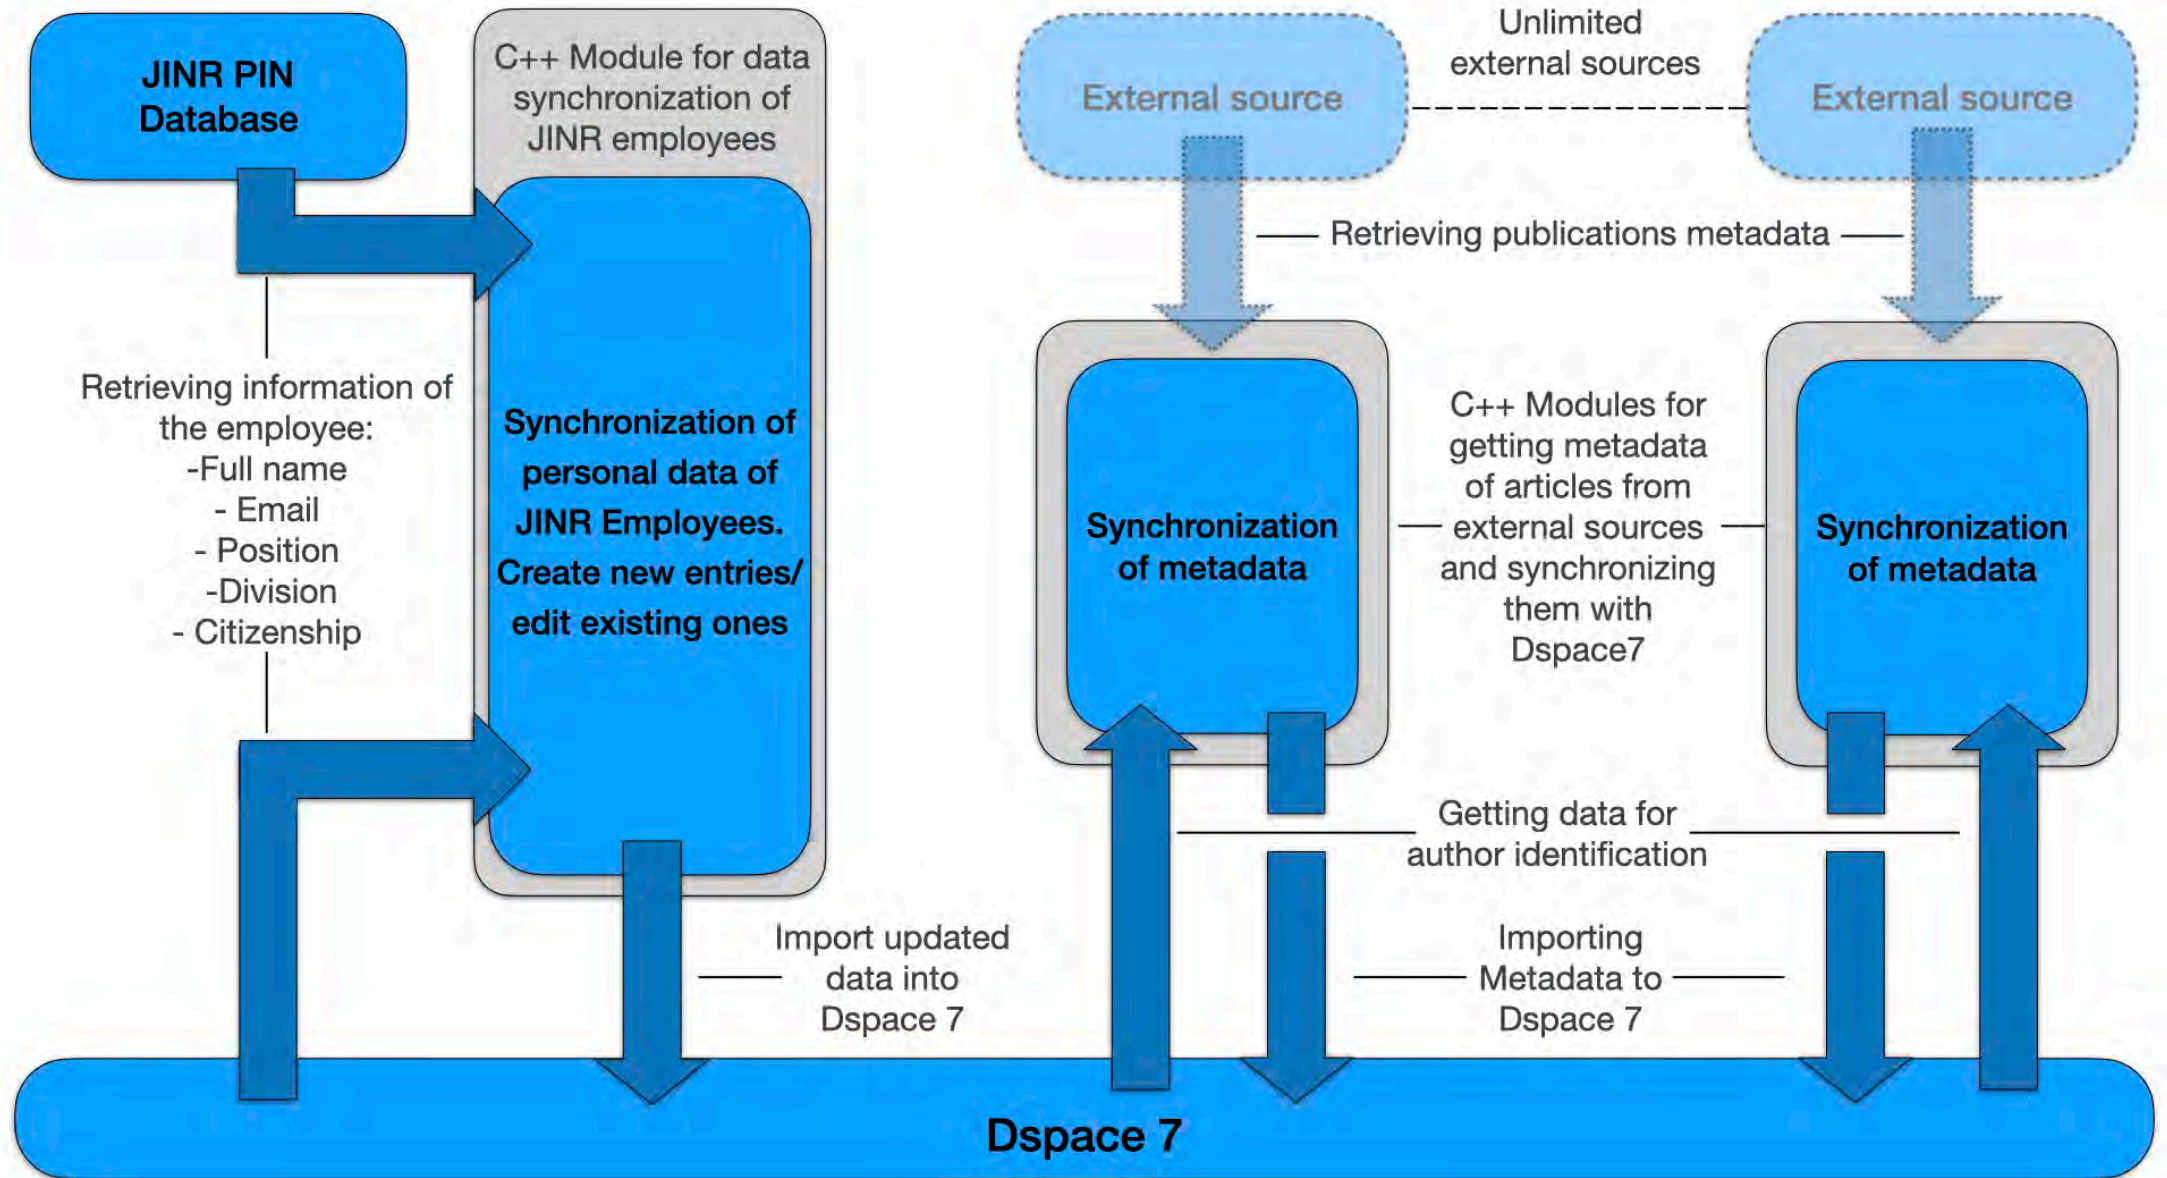 JINR PIN
Database
C++ Module for data
synchronization of
JINR employees
Retrieving information of
the employee:
-Full name
- Email
- Position
-Division
- Citizenship
Synchronization of
personal data of
JINR Employees.
Create new entries/
edit existing ones
Import updated
data into
Dspace 7
External source
Unlimited
external sources
External source
Retrieving publications metadata
Synchronization
of metadata
C++ Modules for
getting metadata
of articles from
external sources
and synchronizing
them with
Dspace7
Synchronization
of metadata
Getting data for
author identification
Importing
Metadata to
Dspace 7
Dspace 7